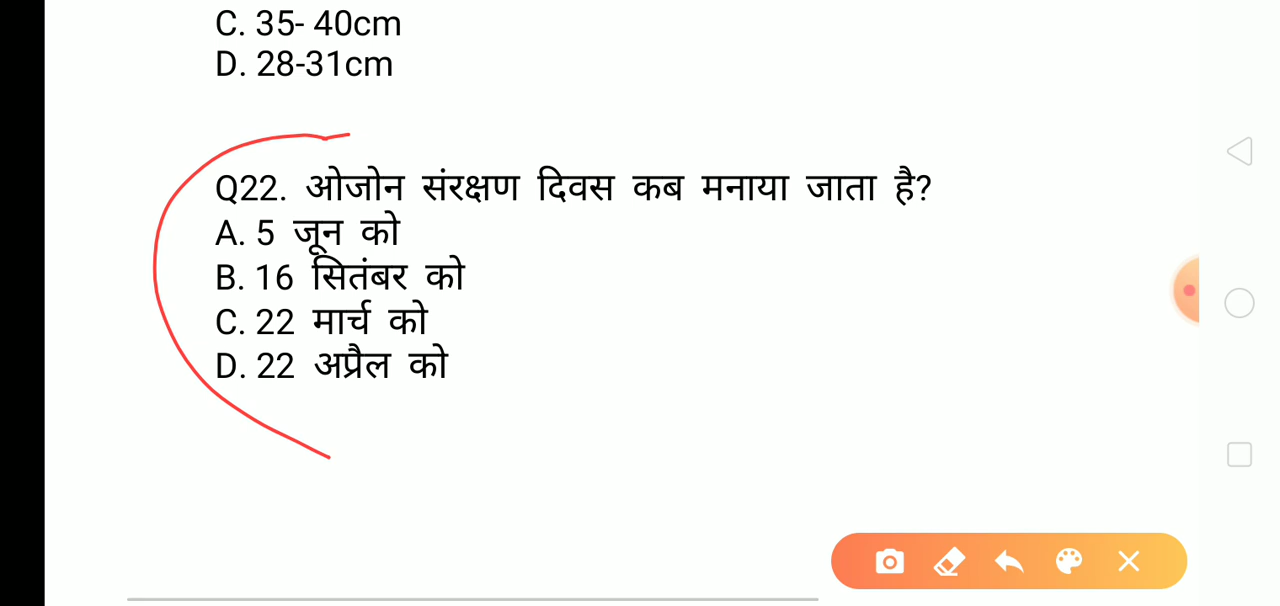 C. 35- 40cm
D. 28-31cm
Q22. ओजोन संरक्षण दिवस कब मनाया जाता है?
A. 5 जून को
B. 16 सितंबर को
C. 22 मार्च को
D. 22 अप्रैल को